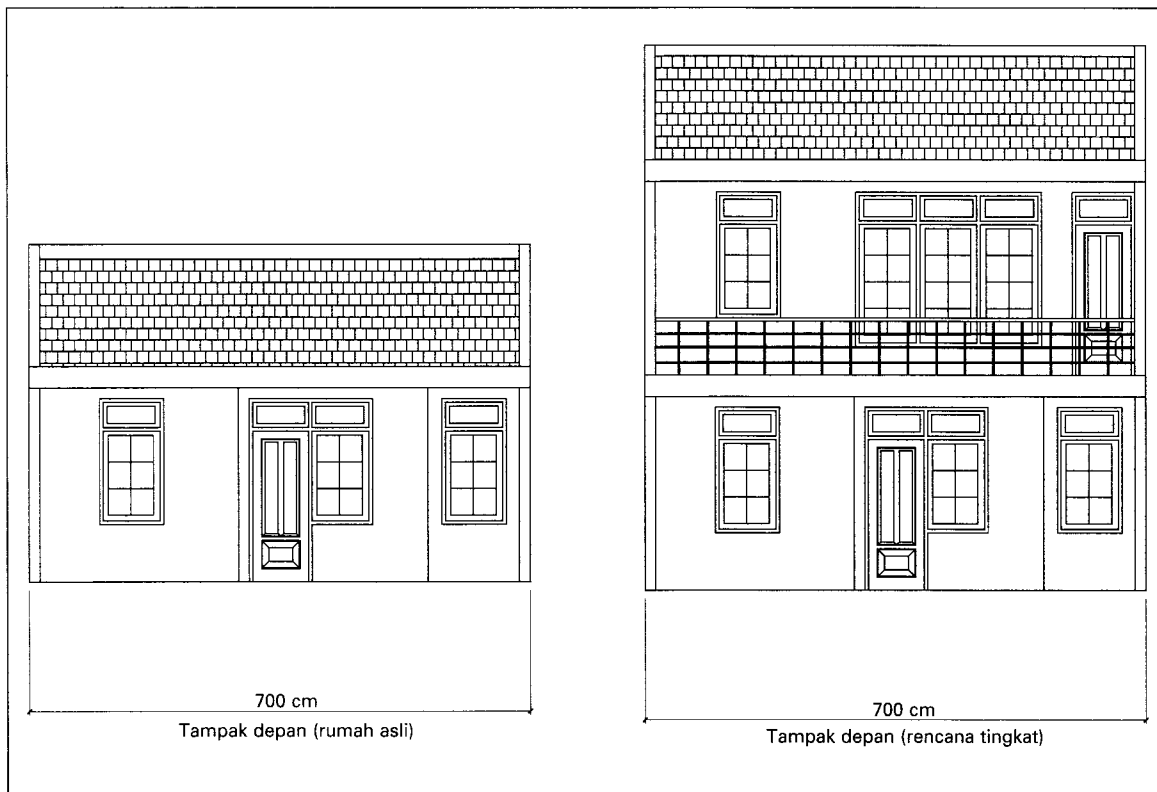 700 cm
Tampak depan (rumah asli)
700 cm
Tampak depan (rencana tingkat)